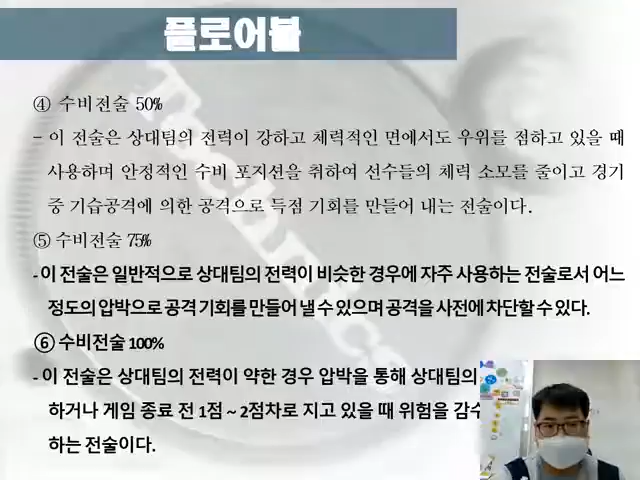 플로어볼
④ 수비전술 50%
- 이 전술은 상대팀의 전력이 강하고 체력적인 면에서도 우위를 점하고 있을 때
사용하며 안정적인 수비 포지션을 취하여 선수들의 체력 소모를 줄이고 경기
중 기습공격에 의한 공격으로 득점 기회를 만들어 내는 전술이다.
⑤ 수비전술 75%
- 이 전술은 일반적으로 상대팀의 전력이 비슷한 경우에 자주 사용하는 전술로서 어느
정도의 압박으로 공격 기회를 만들어 낼 수 있으며 공격을 사전에 차단할 수 있다.
⑥ 수비전술 100%
- 이 전술은 상대팀의 전력이 약한 경우 압박을 통해 상대팀의
하거나 게임 종료 전 1점 ~ 2점차로 지고 있을 때 위험을 감수
하는 전술이다.
Technics